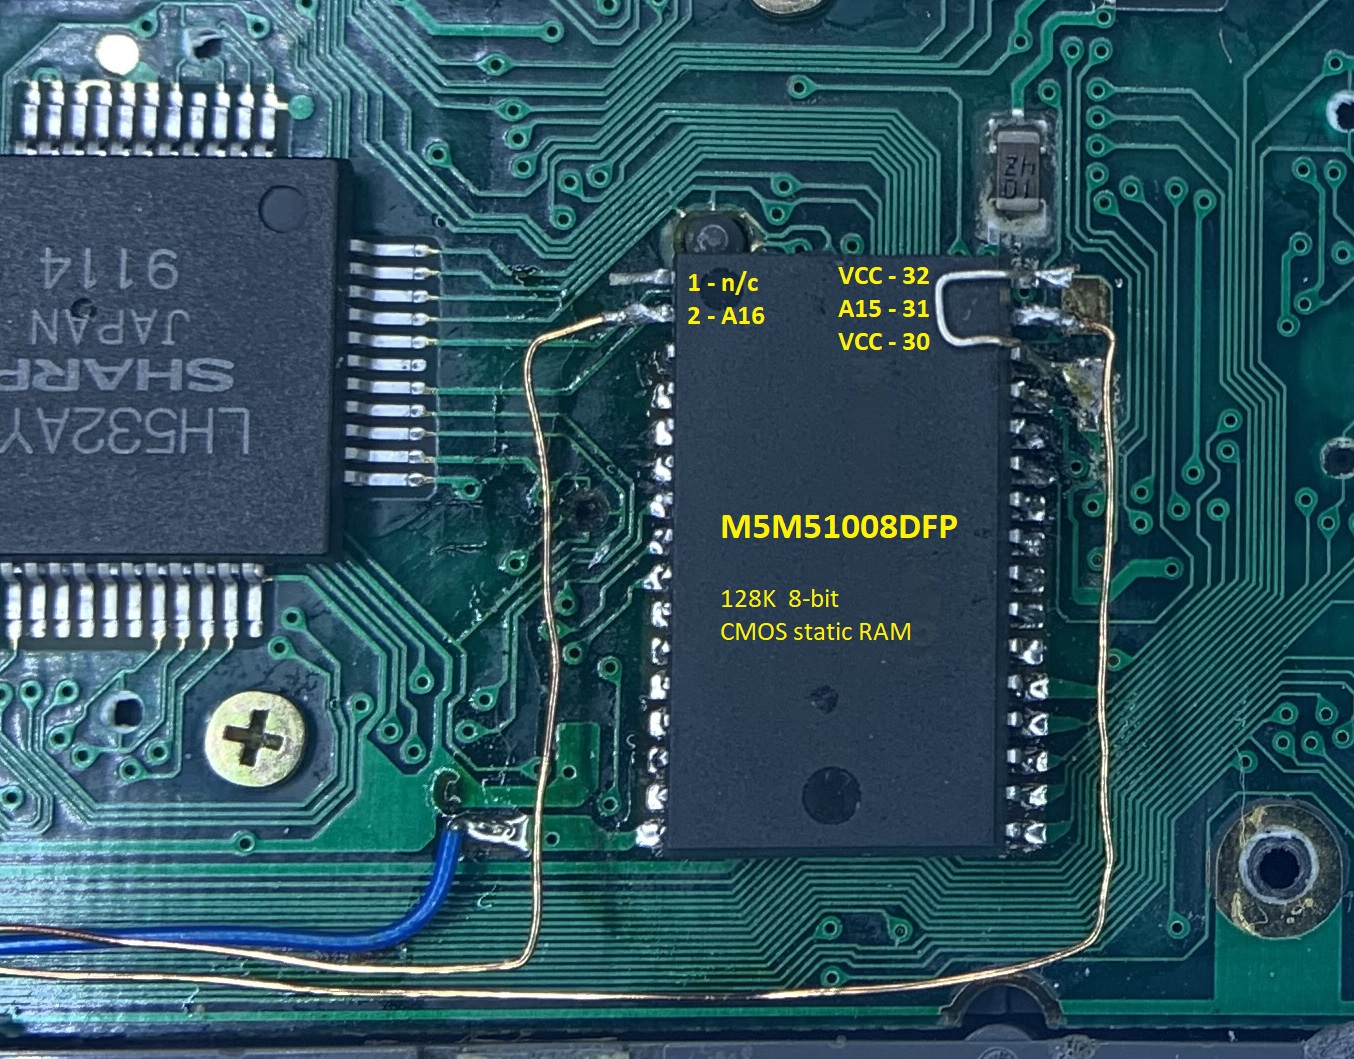 9114
JAPAN
SHARP
LH532AY
zh
01
1 - n/c
2 - A16
VCC - 32
A15 - 31
VCC - 30
M5M51008DFP
128K 8-bit
CMOS static RAM